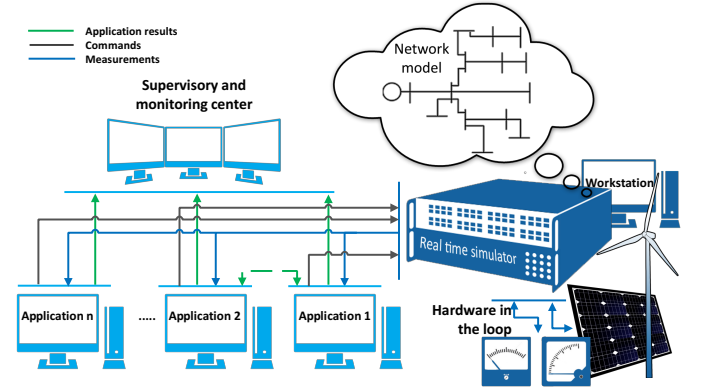 Application results
Commands
Measurements
Supervisory and
monitoring center
Network
model
Workstation
Real time simulator
Hardware in
the loop
Application n
.....
Application 2
Application 1